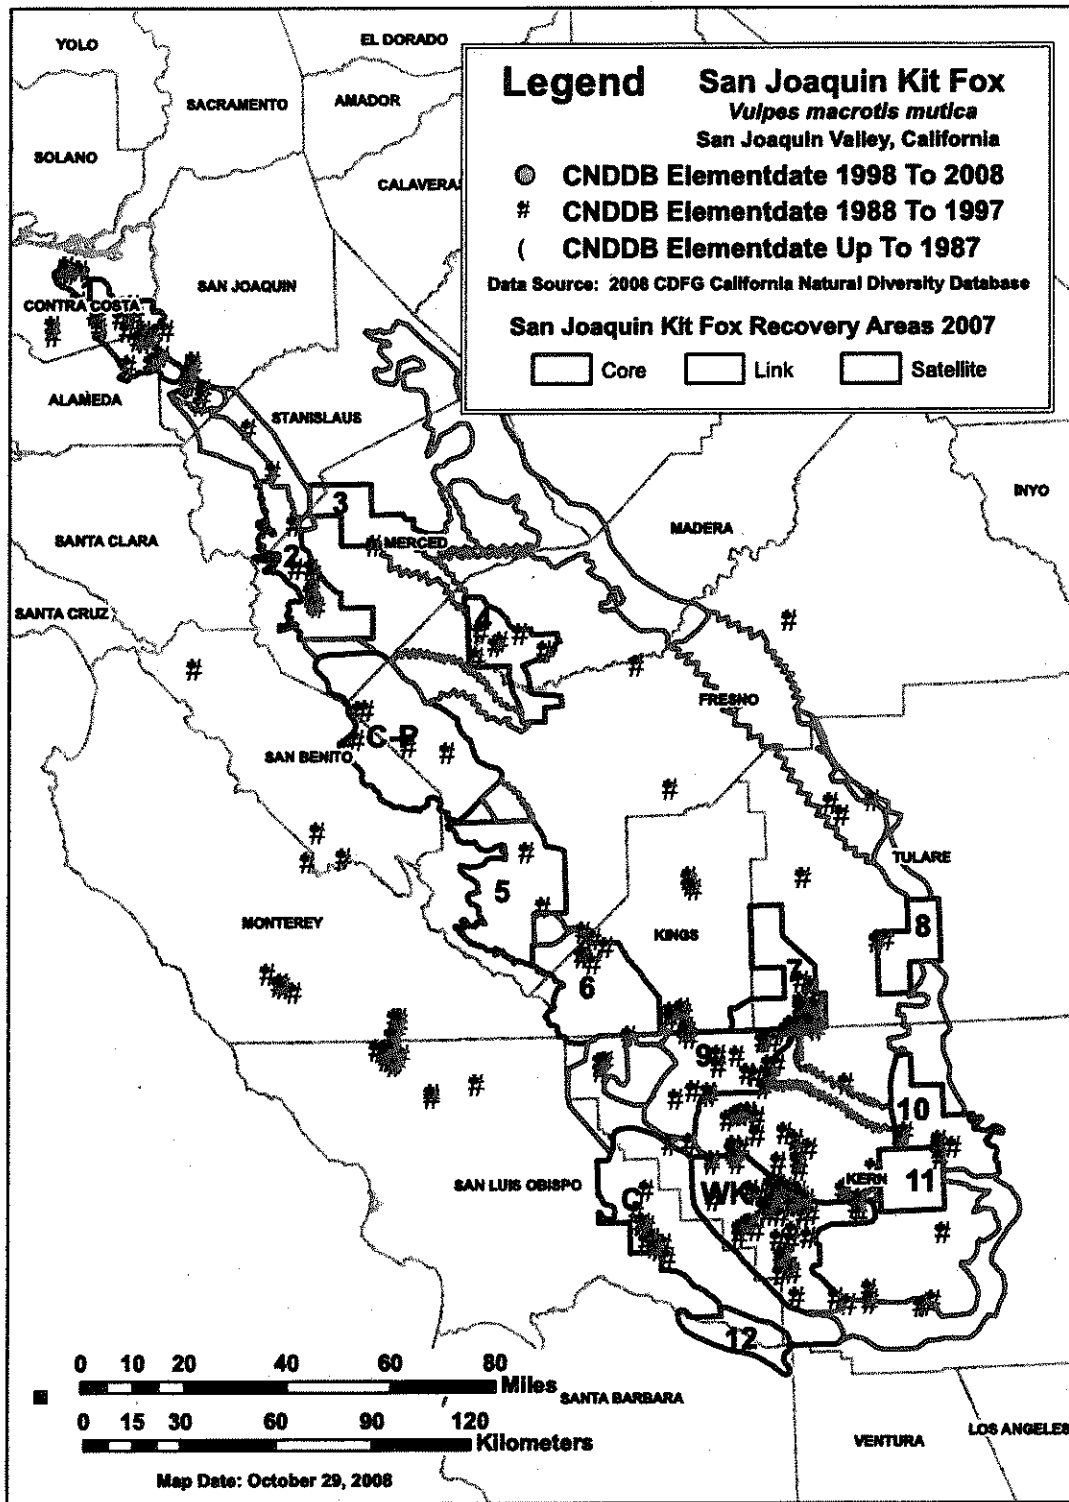 YOLO
EL DORADO
SACRAMENTO
AMADOR
SOLANO
CALAVERAS
Legend
San Joaquin Kit Fox
Vulpes macrotis mutica
San Joaquin Valley, California
CNDDB Elementdate 1998 To 2008
# CNDDB Elementdate 1988 To 1997
( CNDDB Elementdate Up To 1987
Data Source: 2008 CDFG California Natural Diversity Database
San Joaquin Kit Fox Recovery Areas 2007
Core
Link
Satellite
SAN JOAQUIN
CONTRA COSTA
ALAMEDA
STANISLAUS
INYO
3
MADERA
SANTA CLARA
MERCED
2
SANTA CRUZ
4
FRESNO
C-P
SAN BENITO
TULARE
5
MONTEREY
KINGS
8
7
6
9
10
SAN LUIS OBISPO
C
WK
KERN
11
12
0 10 20 40 60 80
Miles
SANTA BARBARA
0 15 30 60 90 120
Kilometers
LOS ANGELES
VENTURA
Map Date: October 29, 2008